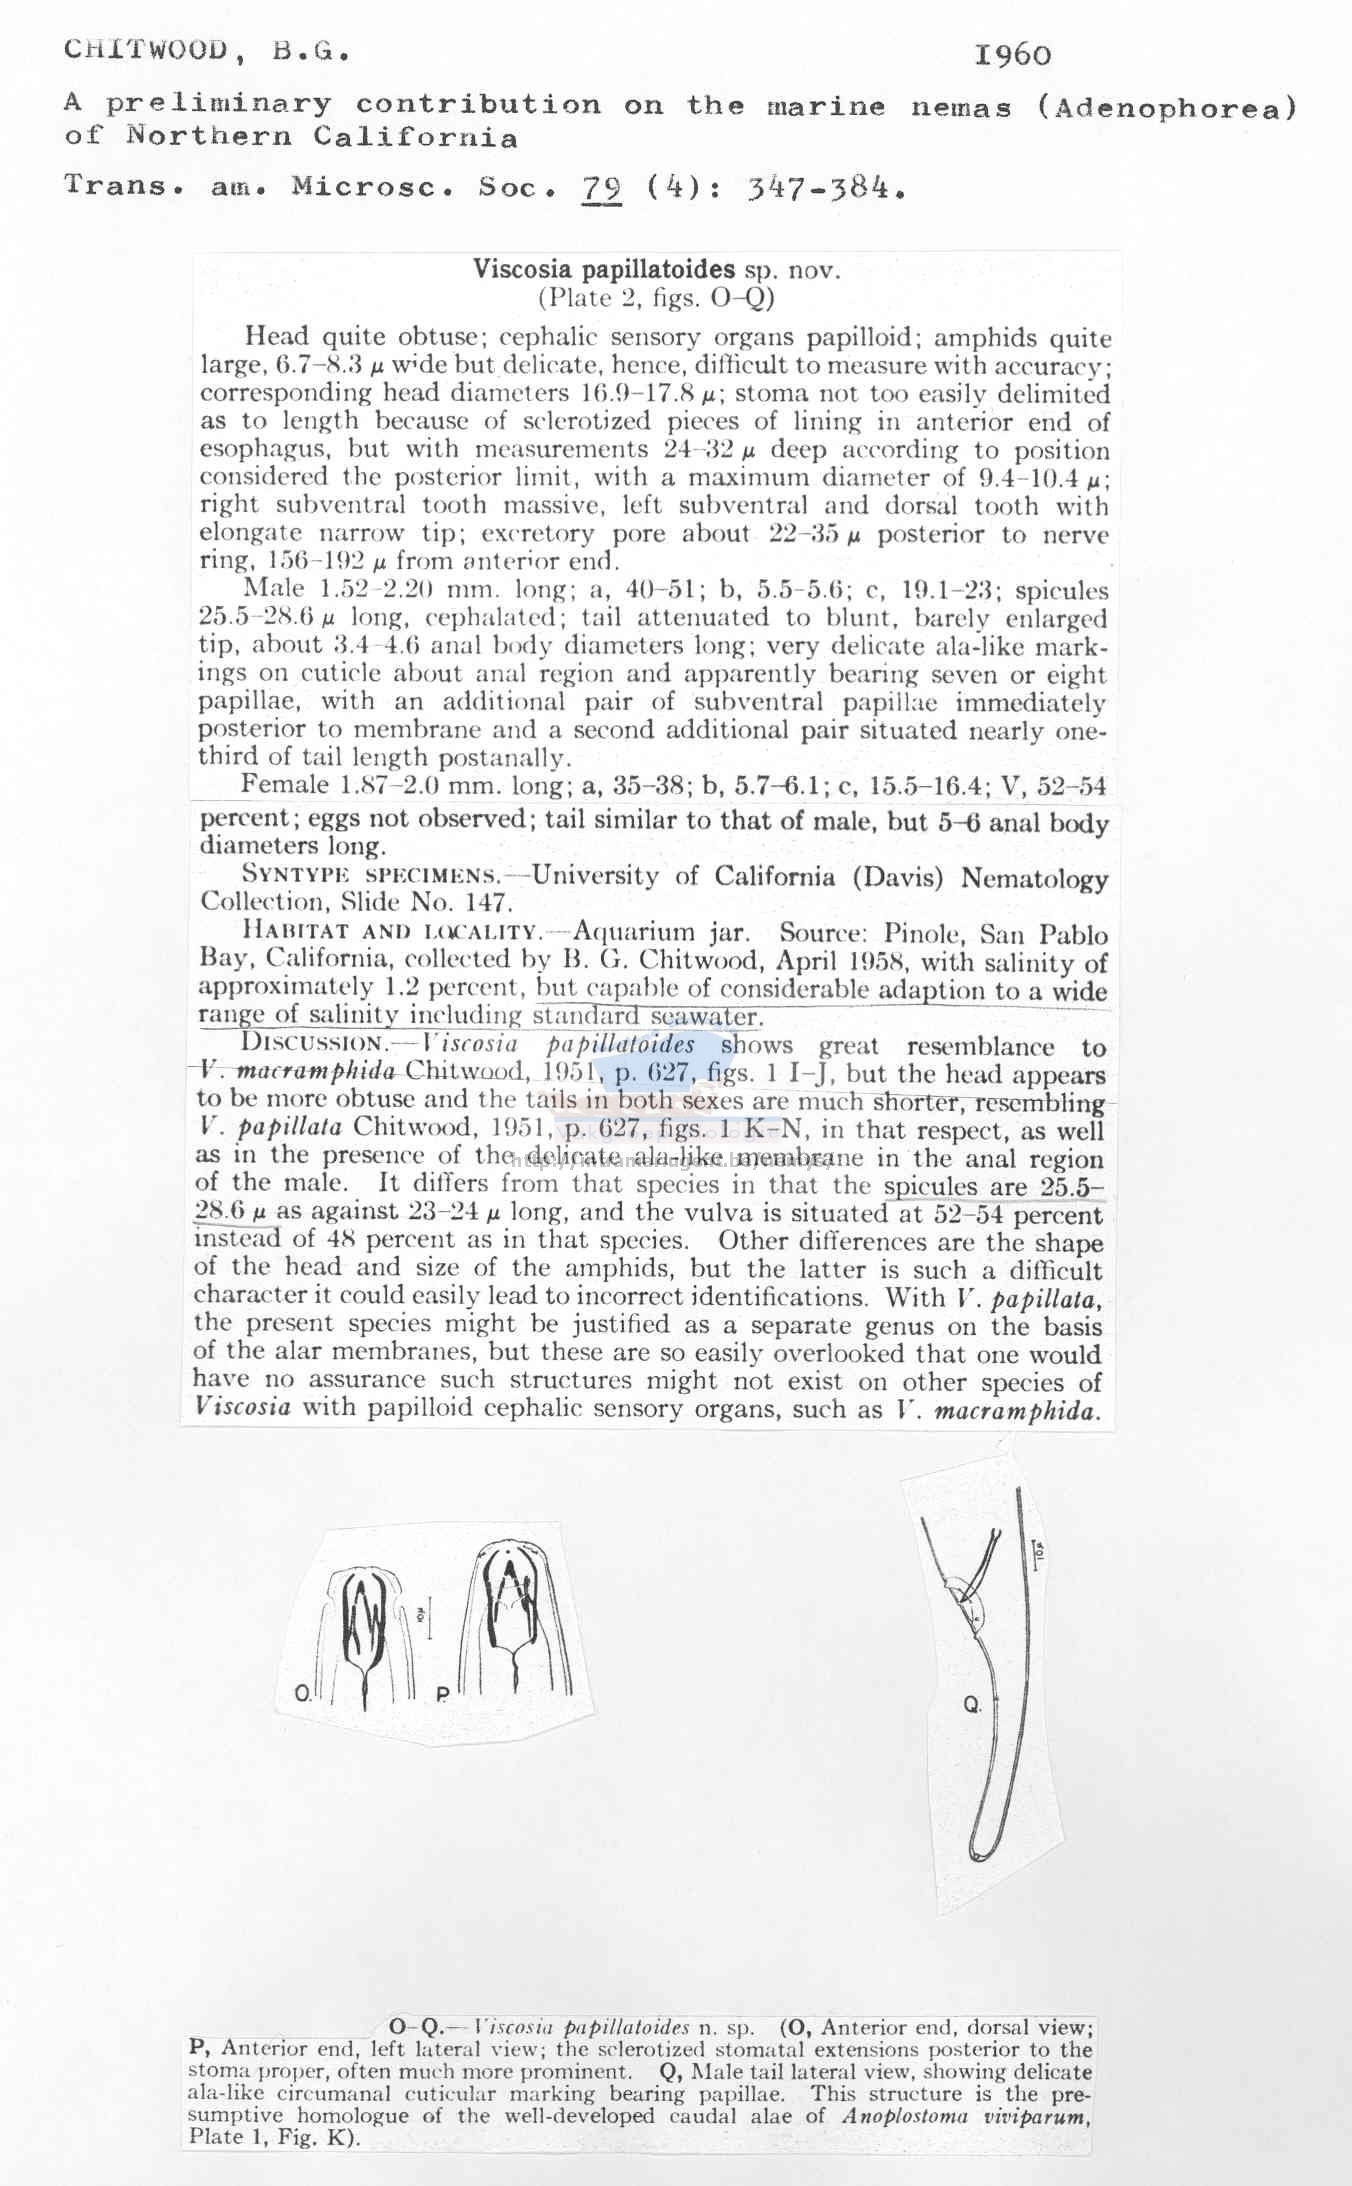 CHITWOOD, B.G. 1960
A preliminary contribution on the marine nemas (Adenophorea)
of Northern California
Trans. am. Microsc. Soc. 79 (4): 347-384.
Viscosia papillatoides sp. nov.
(Plate 2, figs. O–Q)
Head quite obtuse; cephalic sensory organs papilloid; amphids quite
large, 6.7–8.3 μ wide but delicate, hence, difficult to measure with accuracy;
corresponding head diameters 16.9–17.8 μ; stoma not too easily delimited
as to length because of sclerotized pieces of lining in anterior end of
esophagus, but with measurements 24–32 μ deep according to position
considered the posterior limit, with a maximum diameter of 9.4–10.4 μ;
right subventral tooth massive, left subventral and dorsal tooth with
elongate narrow tip; excretory pore about 22–35 μ posterior to nerve
ring, 156–192 μ from anterior end.
Male 1.52–2.20 mm. long; a, 40–51; b, 5.5–5.6; c, 19.1–23; spicules
25.5–28.6 μ long, cephalated; tail attenuated to blunt, barely enlarged
tip, about 3.4–4.6 anal body diameters long; very delicate ala-like mark-
ings on cuticle about anal region and apparently bearing seven or eight
papillae, with an additional pair of subventral papillae immediately
posterior to membrane and a second additional pair situated nearly one-
third of tail length postanally.
Female 1.87–2.0 mm. long; a, 35–38; b, 5.7–6.1; c, 15.5–16.4; V, 52–54
percent; eggs not observed; tail similar to that of male, but 5–6 anal body
diameters long.
SYNTYPE SPECIMENS.—University of California (Davis) Nematology
Collection, Slide No. 147.
HABITAT AND LOCALITY.—Aquarium jar. Source: Pinole, San Pablo
Bay, California, collected by B. G. Chitwood, April 1958, with salinity of
approximately 1.2 percent, but capable of considerable adaption to a wide
range of salinity including standard seawater.
DISCUSSION.—Viscosia papillatoides shows great resemblance to
V. macramphida Chitwood, 1951, p. 627, figs. 1 I–J, but the head appears
to be more obtuse and the tails in both sexes are much shorter, resembling
V. papillata Chitwood, 1951, p. 627, figs. 1 K–N, in that respect, as well
as in the presence of the delicate ala-like membrane in the anal region
of the male. It differs from that species in that the spicules are 25.5–
28.6 μ as against 23–24 μ long, and the vulva is situated at 52–54 percent
instead of 48 percent as in that species. Other differences are the shape
of the head and size of the amphids, but the latter is such a difficult
character it could easily lead to incorrect identifications. With V. papillata,
the present species might be justified as a separate genus on the basis
of the alar membranes, but these are so easily overlooked that one would
have no assurance such structures might not exist on other species of
Viscosia with papilloid cephalic sensory organs, such as V. macramphida.
10μ
10μ
O. P. Q.
O–Q.—Viscosia papillatoides n. sp. (O, Anterior end, dorsal view;
P, Anterior end, left lateral view; the sclerotized stomatal extensions posterior to the
stoma proper, often much more prominent. Q, Male tail lateral view, showing delicate
ala-like circumanal cuticular marking bearing papillae. This structure is the pre-
sumptive homologue of the well-developed caudal alae of Anoplostoma viviparum,
Plate 1, Fig. K).